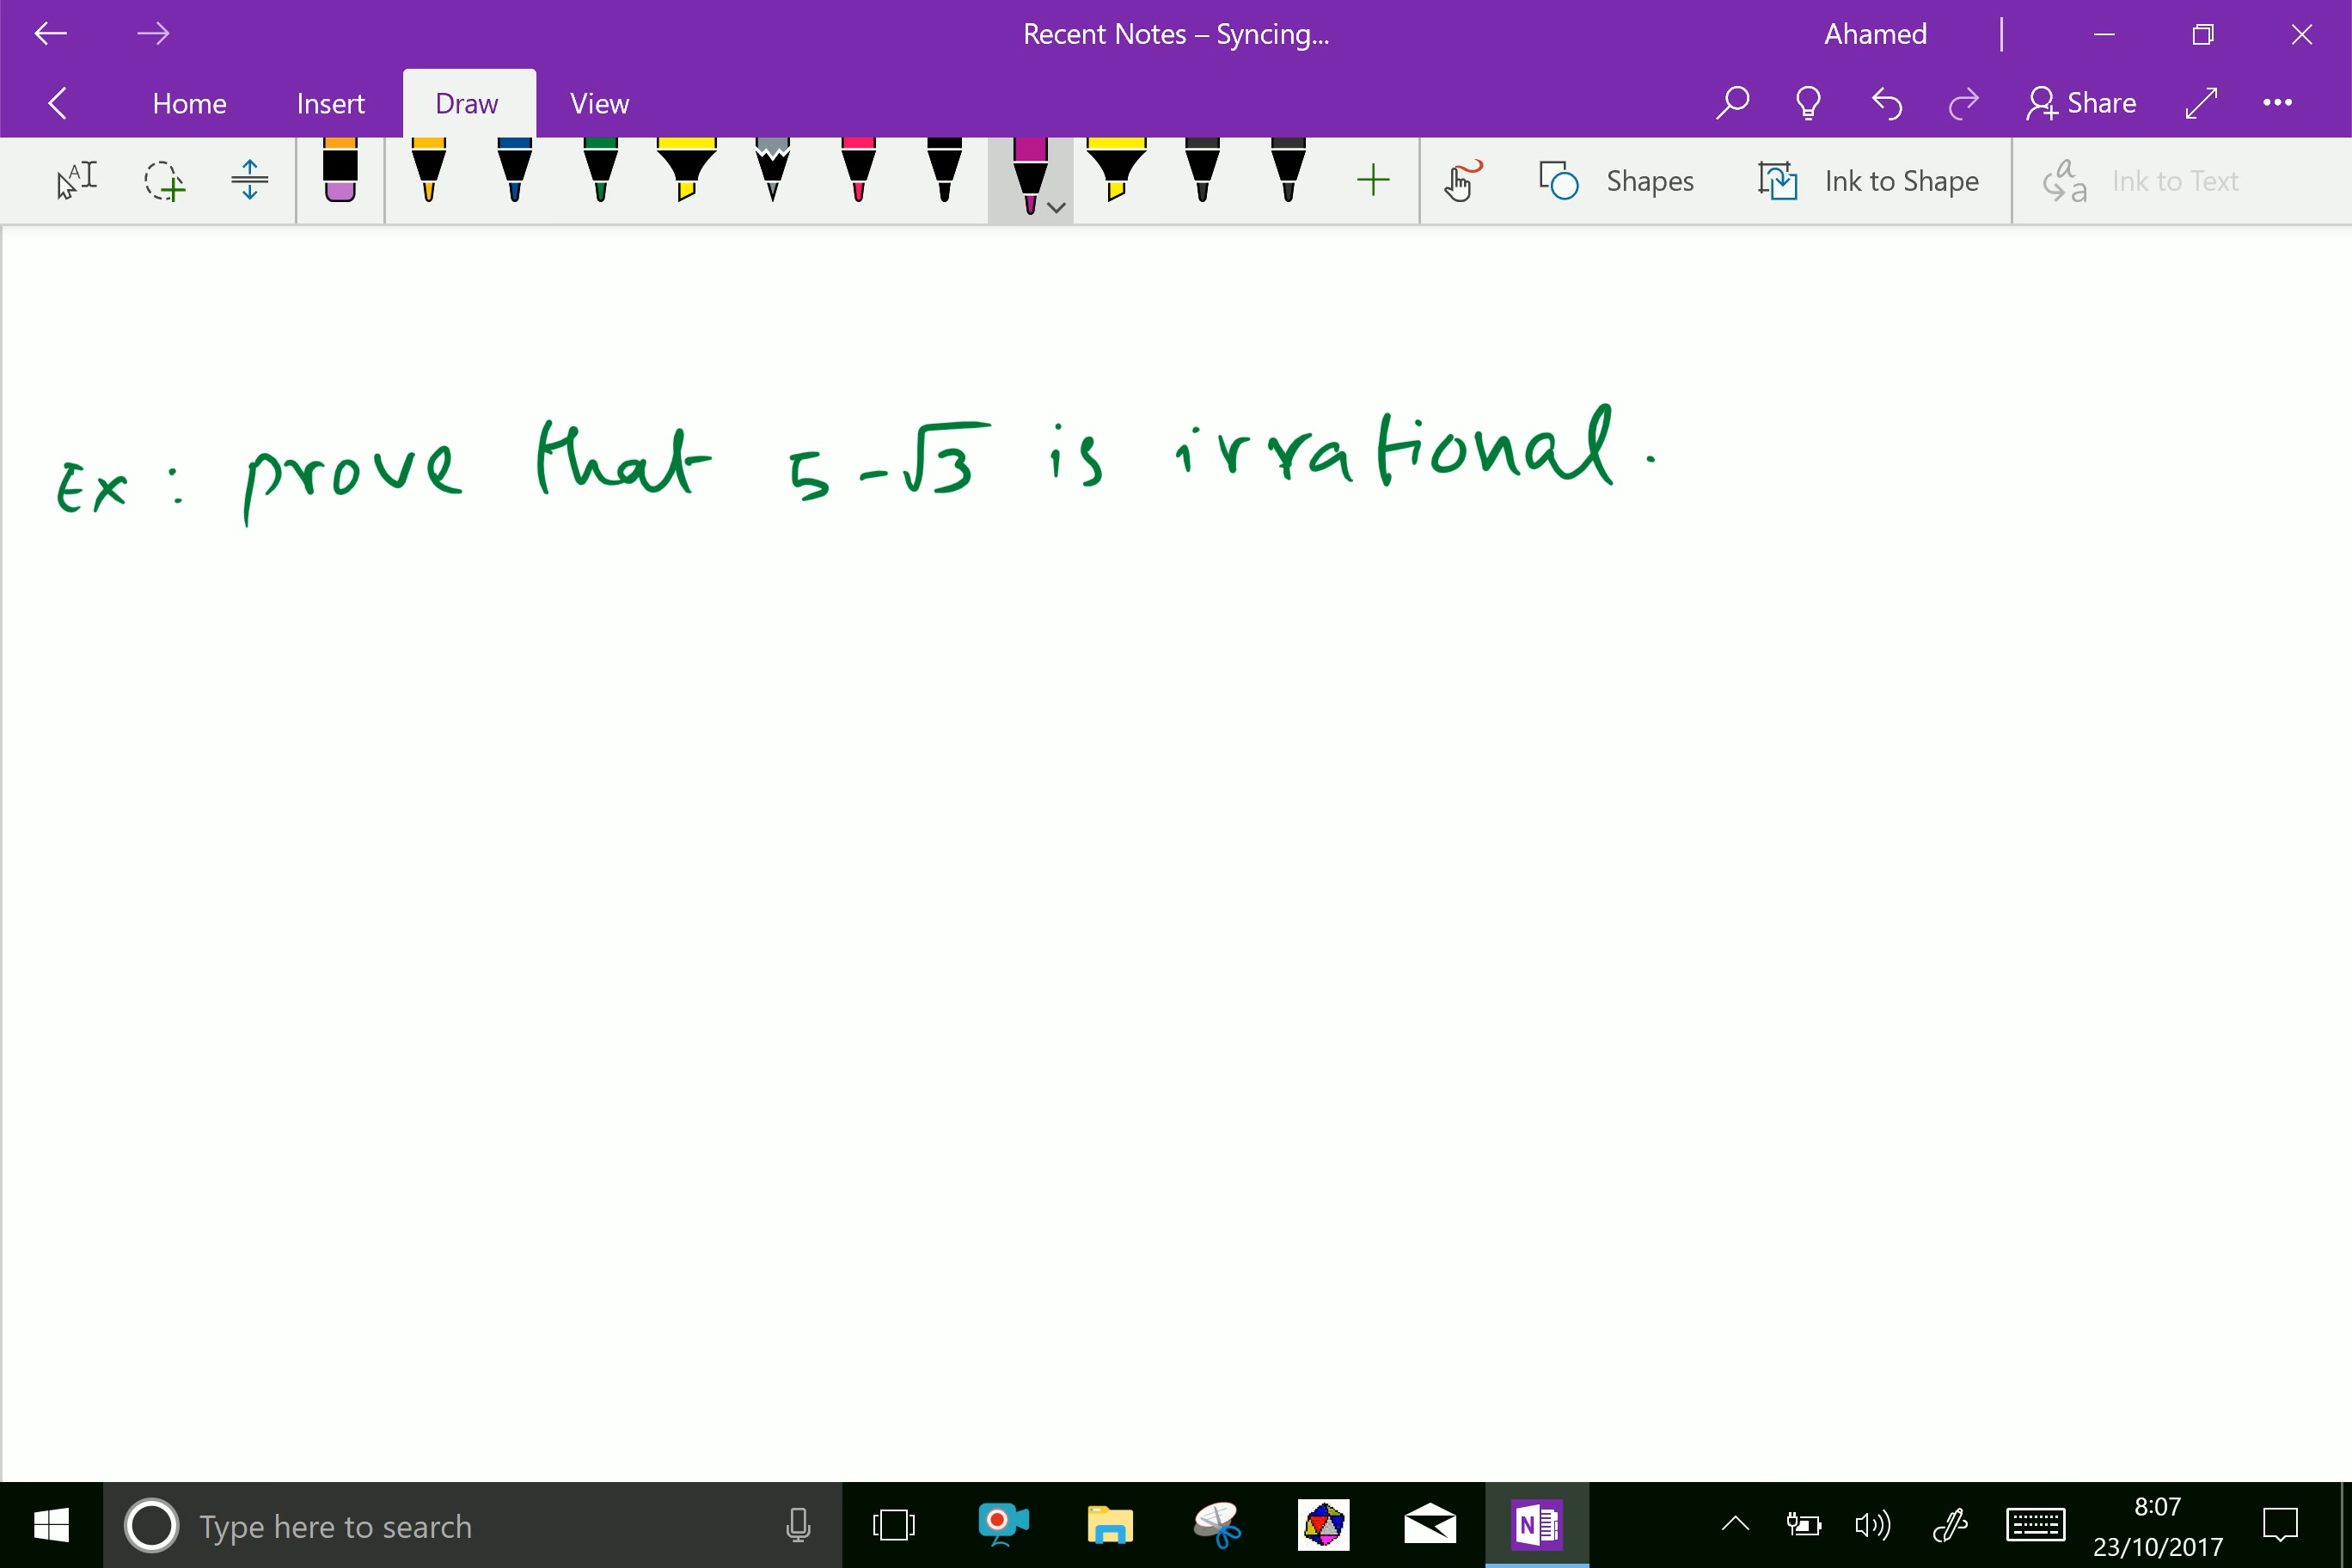 Recent Notes – Syncing...
Ahamed
Home Insert Draw View
Share
Shapes
Ink to Shape
Ink to Text
Ex : prove that 5 - √3 is irrational.
Type here to search
8:07
23/10/2017